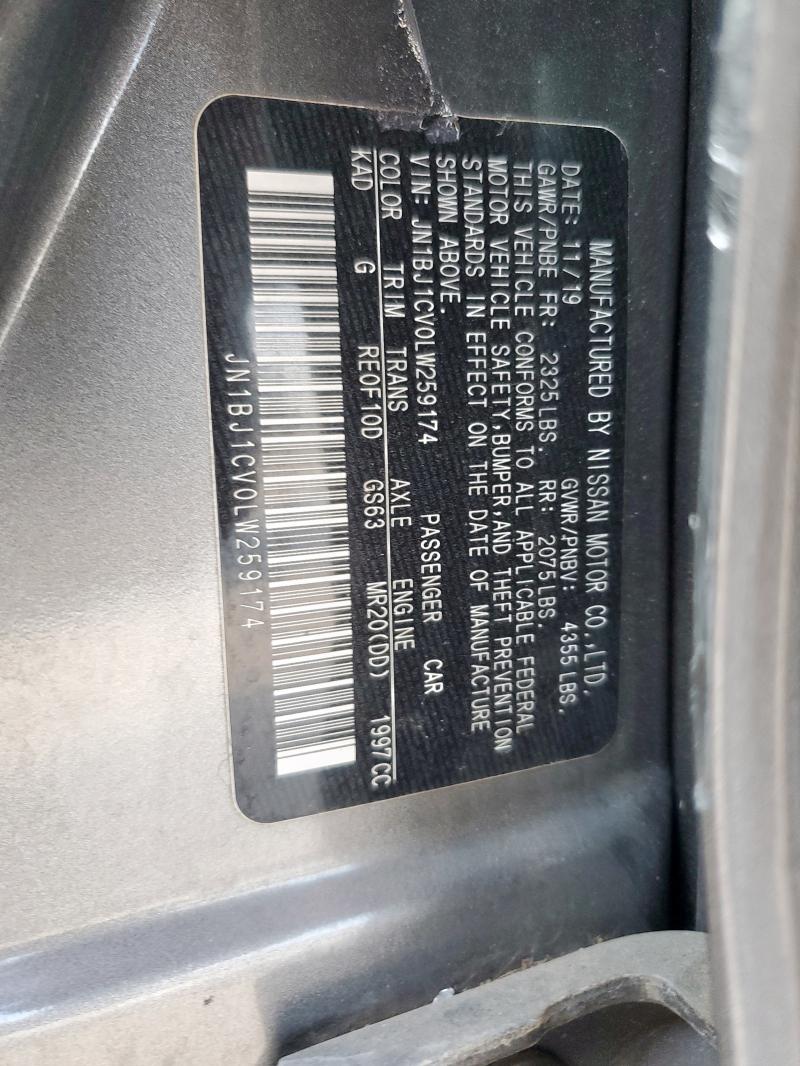 MANUFACTURED BY NISSAN MOTOR CO.,LTD.
DATE: 11/19 GVWR/PNBV: 4355 LBS.
GAWR/PNBE FR: 2325 LBS. RR: 2075 LBS.
THIS VEHICLE CONFORMS TO ALL APPLICABLE FEDERAL
MOTOR VEHICLE SAFETY,BUMPER,AND THEFT PREVENTION
STANDARDS IN EFFECT ON THE DATE OF MANUFACTURE
SHOWN ABOVE.
VIN: JN1BJ1CV0LW259174 PASSENGER CAR
COLOR TRIM TRANS AXLE ENGINE
KAD G RE0F10D GS63 MR20(DD) 1997CC
JN1BJ1CV0LW259174